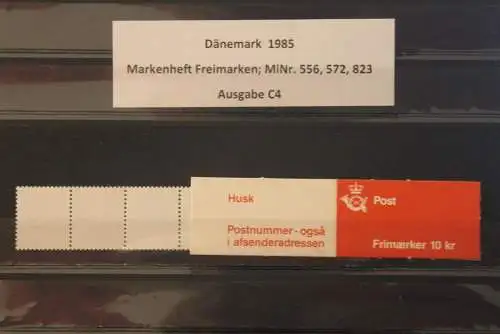 Dänemark 1985
Markenheft Freimarken; MiNr. 556, 572, 823
Ausgabe C4
Husk
Postnummer-også
i afsenderadressen
Post
Frimærker 10 kr